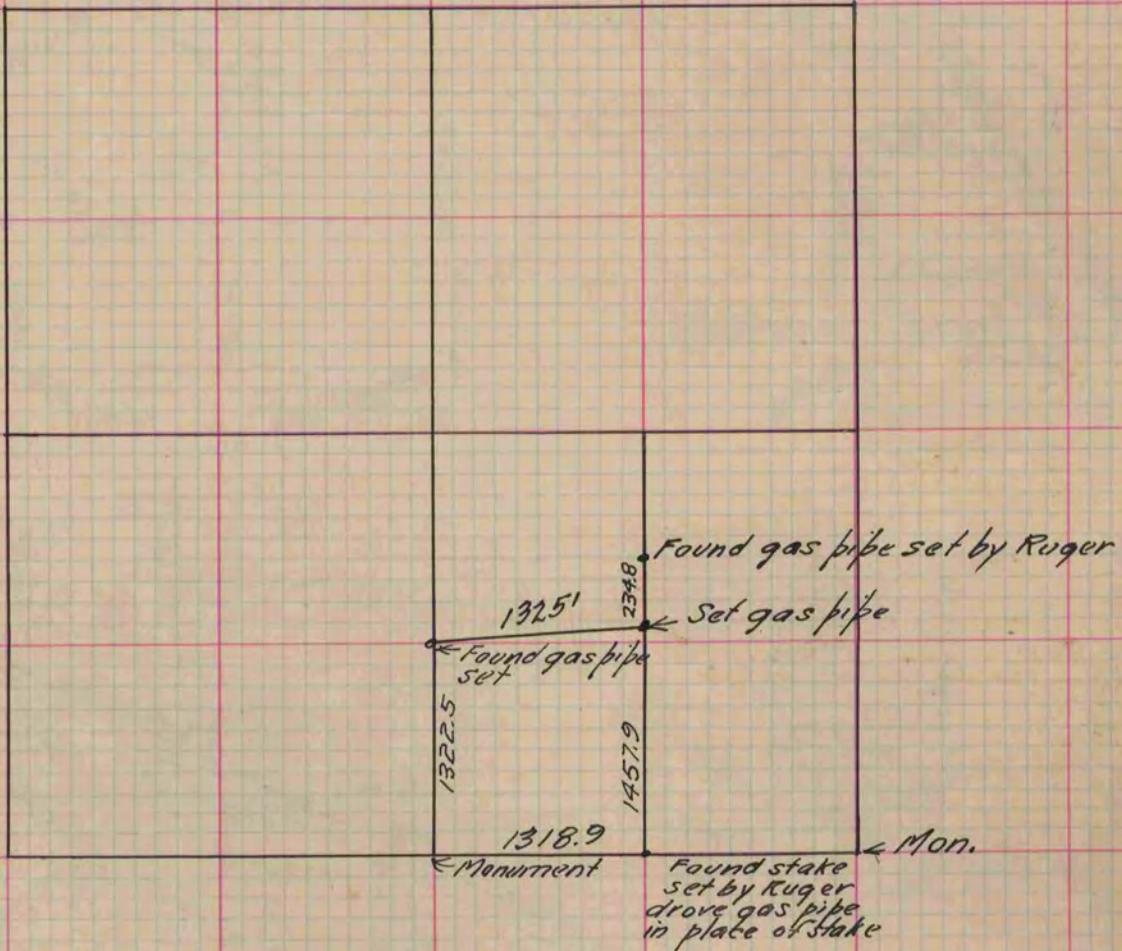 Found gas pipe set by Ruger
234.8
1325'
Set gas pipe
Found gas pipe
set
1322.5
1457.9
1318.9
Monument
Mon.
Found stake
set by Ruger
drove gas pipe
in place of stake